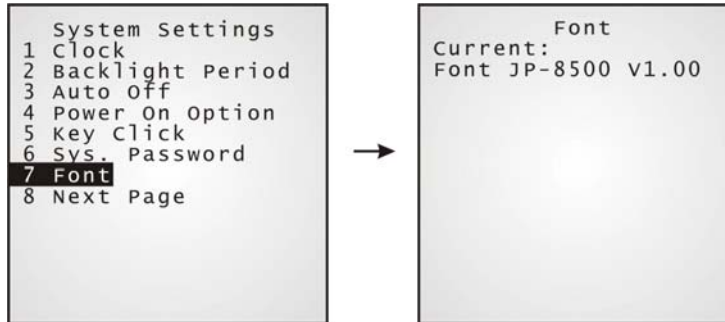 System Settings
1 Clock
2 Backlight Period
3 Auto Off
4 Power On Option
5 Key Click
6 Sys. Password
7 Font
8 Next Page
Font
Current:
Font JP-8500 V1.00